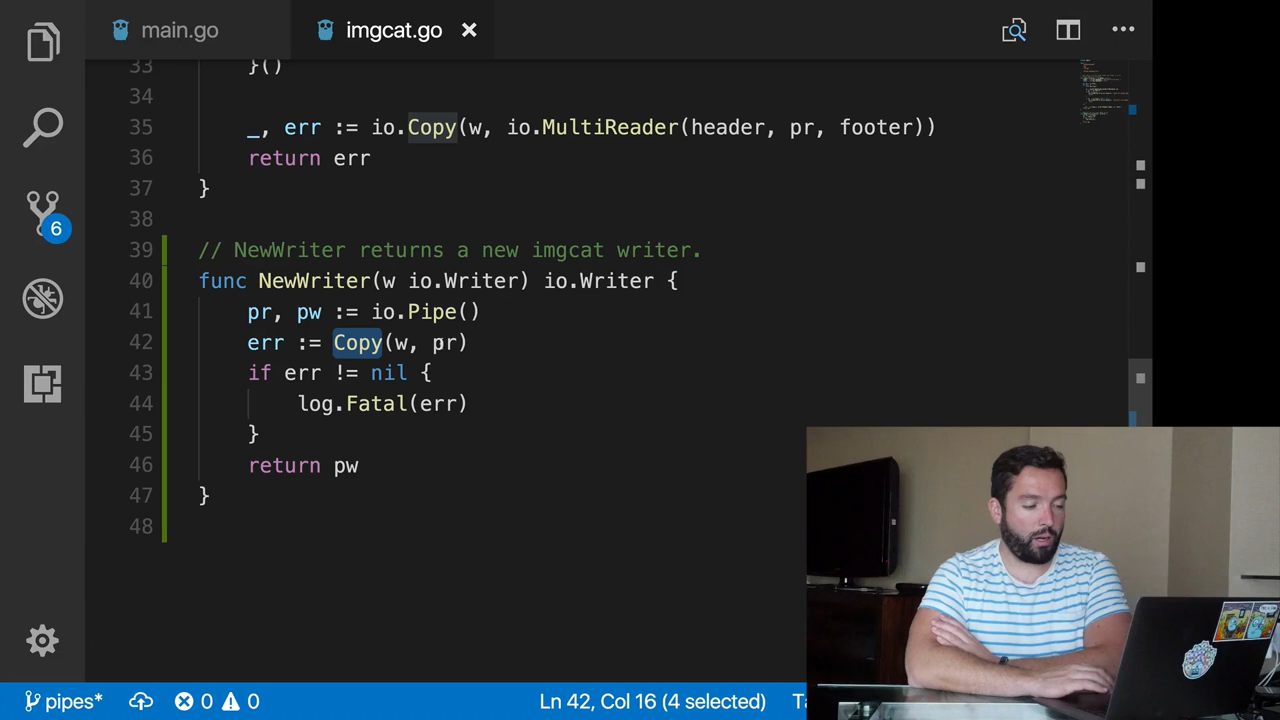 main.go
imgcat.go
33 }()
34
35 _, err := io.Copy(w, io.MultiReader(header, pr, footer))
36 return err
37 }
38
39 // NewWriter returns a new imgcat writer.
40 func NewWriter(w io.Writer) io.Writer {
41 pr, pw := io.Pipe()
42 err := Copy(w, pr)
43 if err != nil {
44 log.Fatal(err)
45 }
46 return pw
47 }
48
6
pipes* 0 0 Ln 42, Col 16 (4 selected)